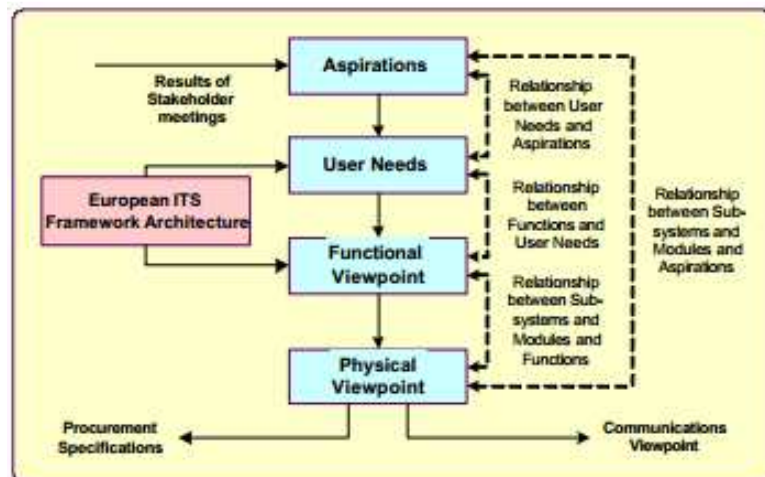 Aspirations
Results of
Stakeholder
meetings
Relationship
between User
Needs and
Aspirations
User Needs
European ITS
Framework Architecture
Relationship
between
Functions and
User Needs
Relationship
between Sub-
systems and
Modules and
Aspirations
Functional
Viewpoint
Relationship
between Sub-
systems and
Modules and
Functions
Physical
Viewpoint
Procurement
Specifications
Communications
Viewpoint